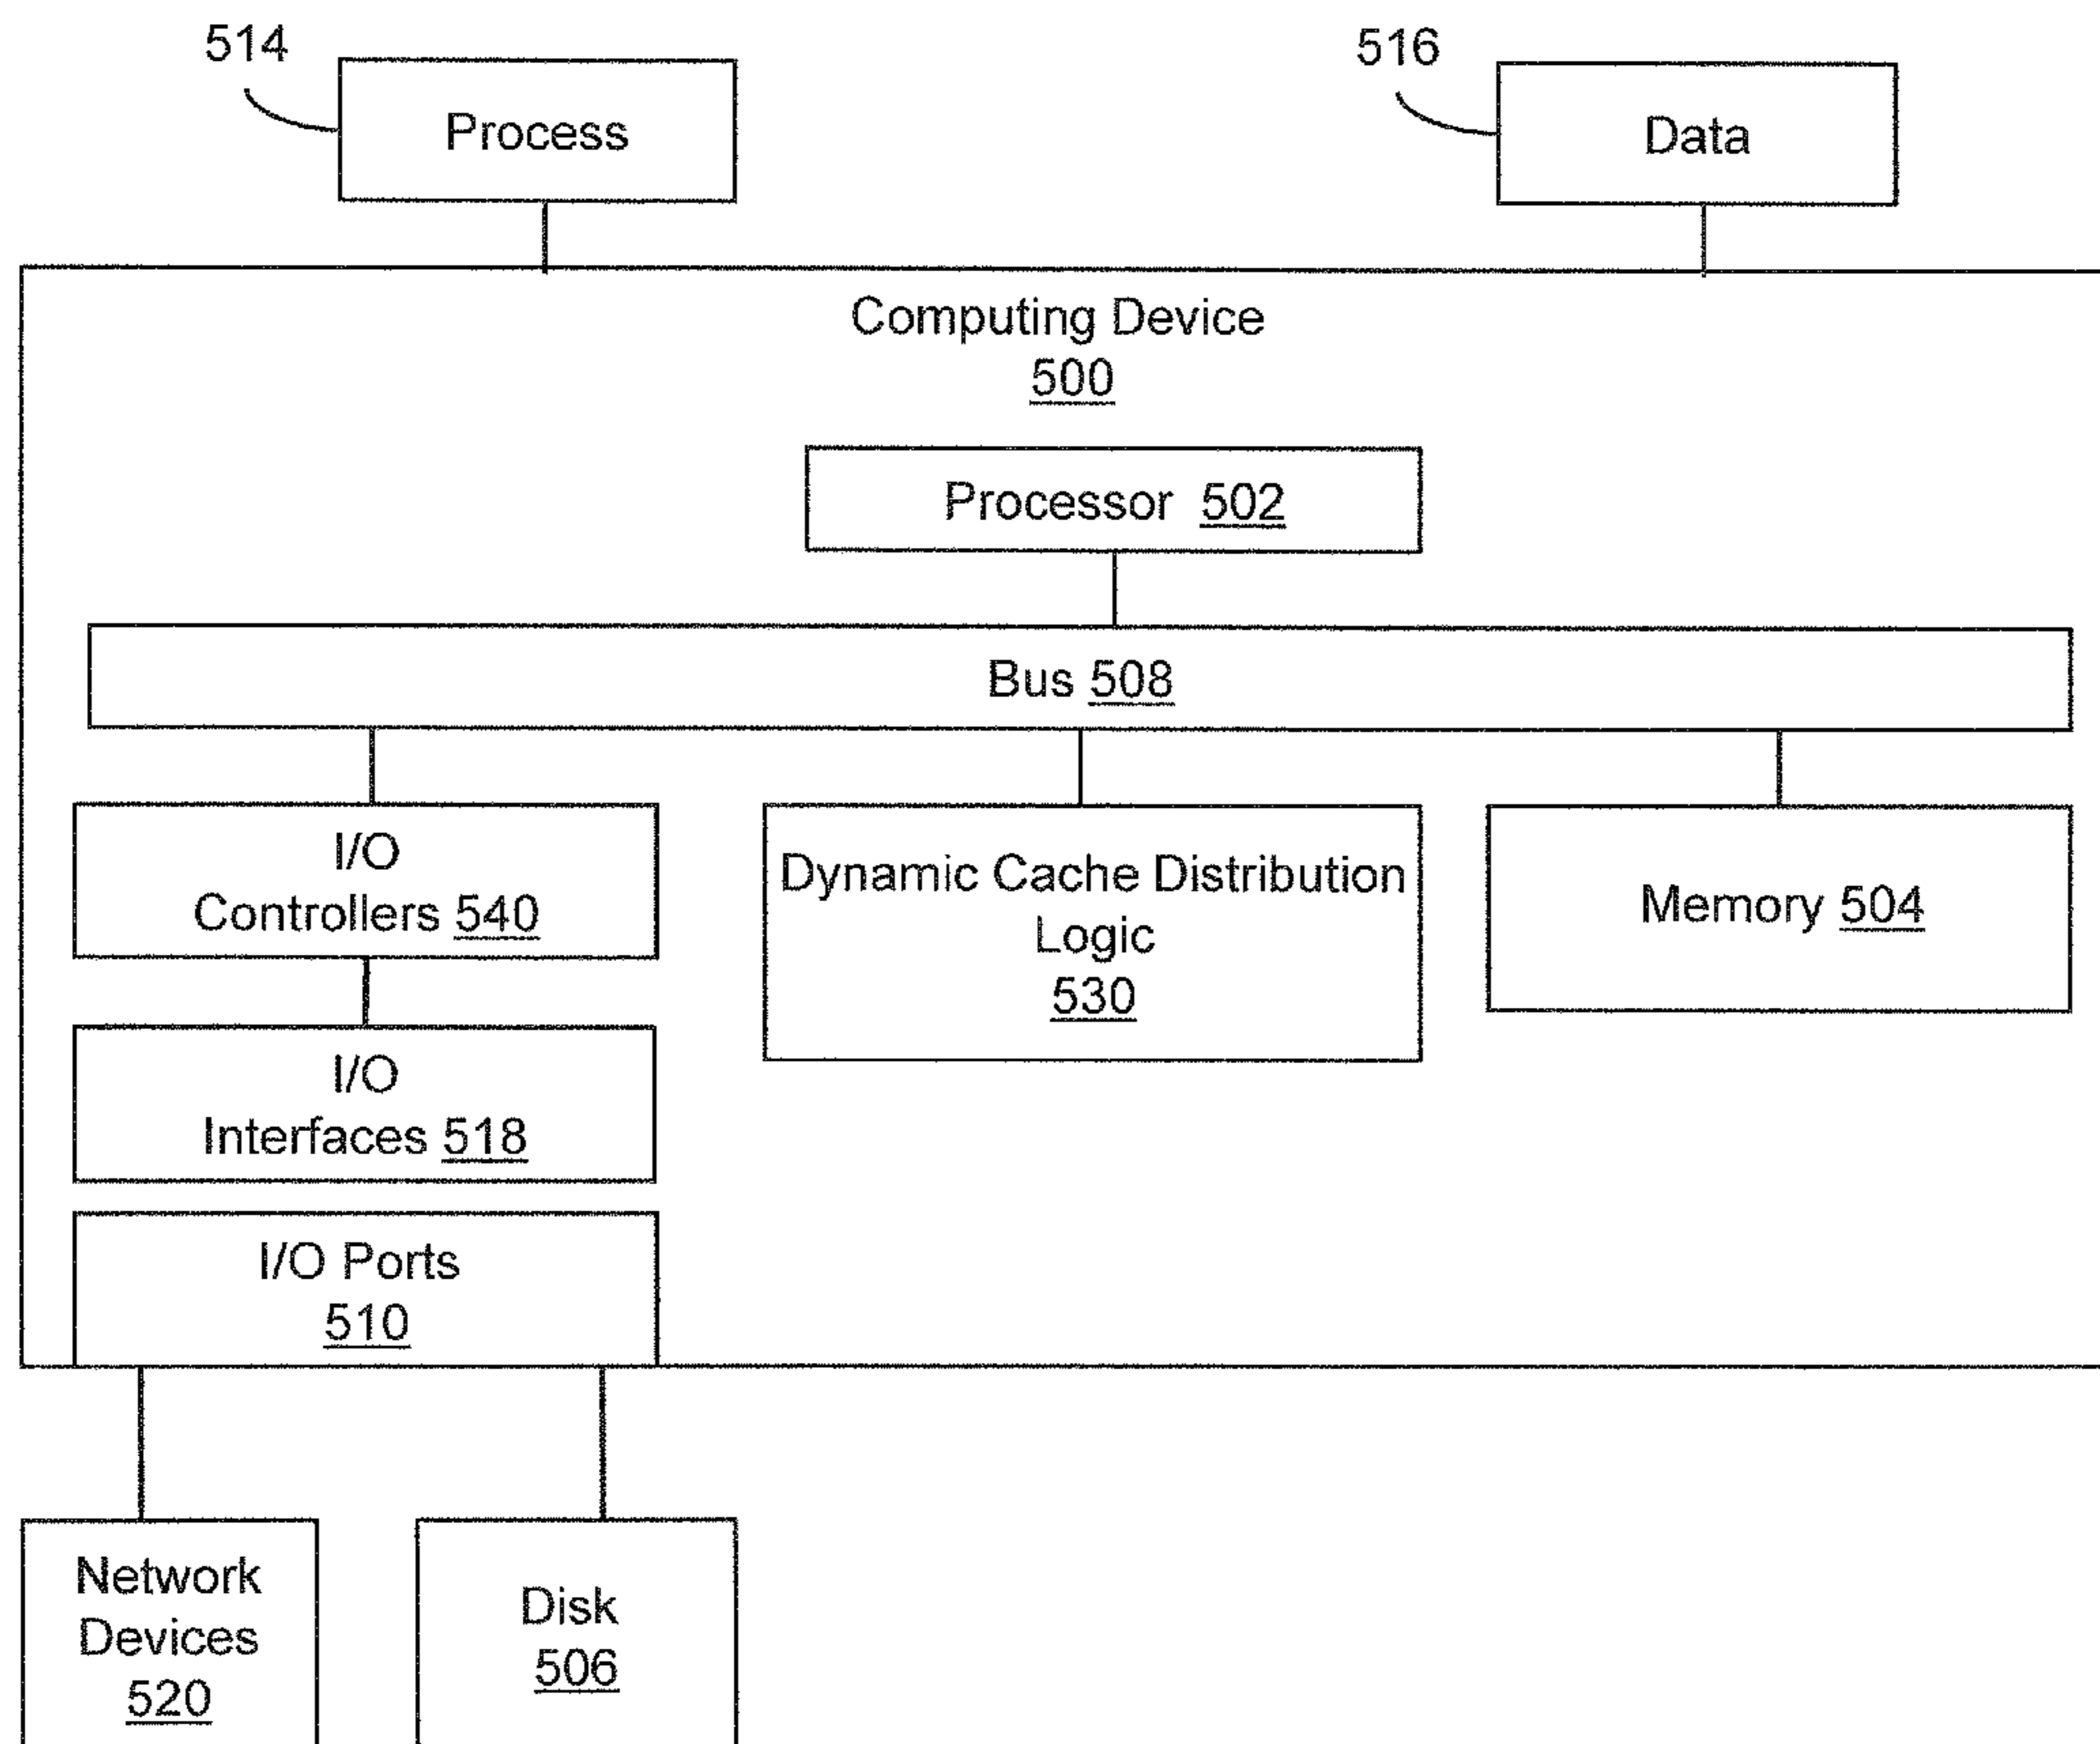 514
Process
516
Data
Computing Device
500
Processor 502
Bus 508
I/O
Controllers 540
Dynamic Cache Distribution
Logic
530
Memory 504
I/O
Interfaces 518
I/O Ports
510
Network
Devices
520
Disk
506